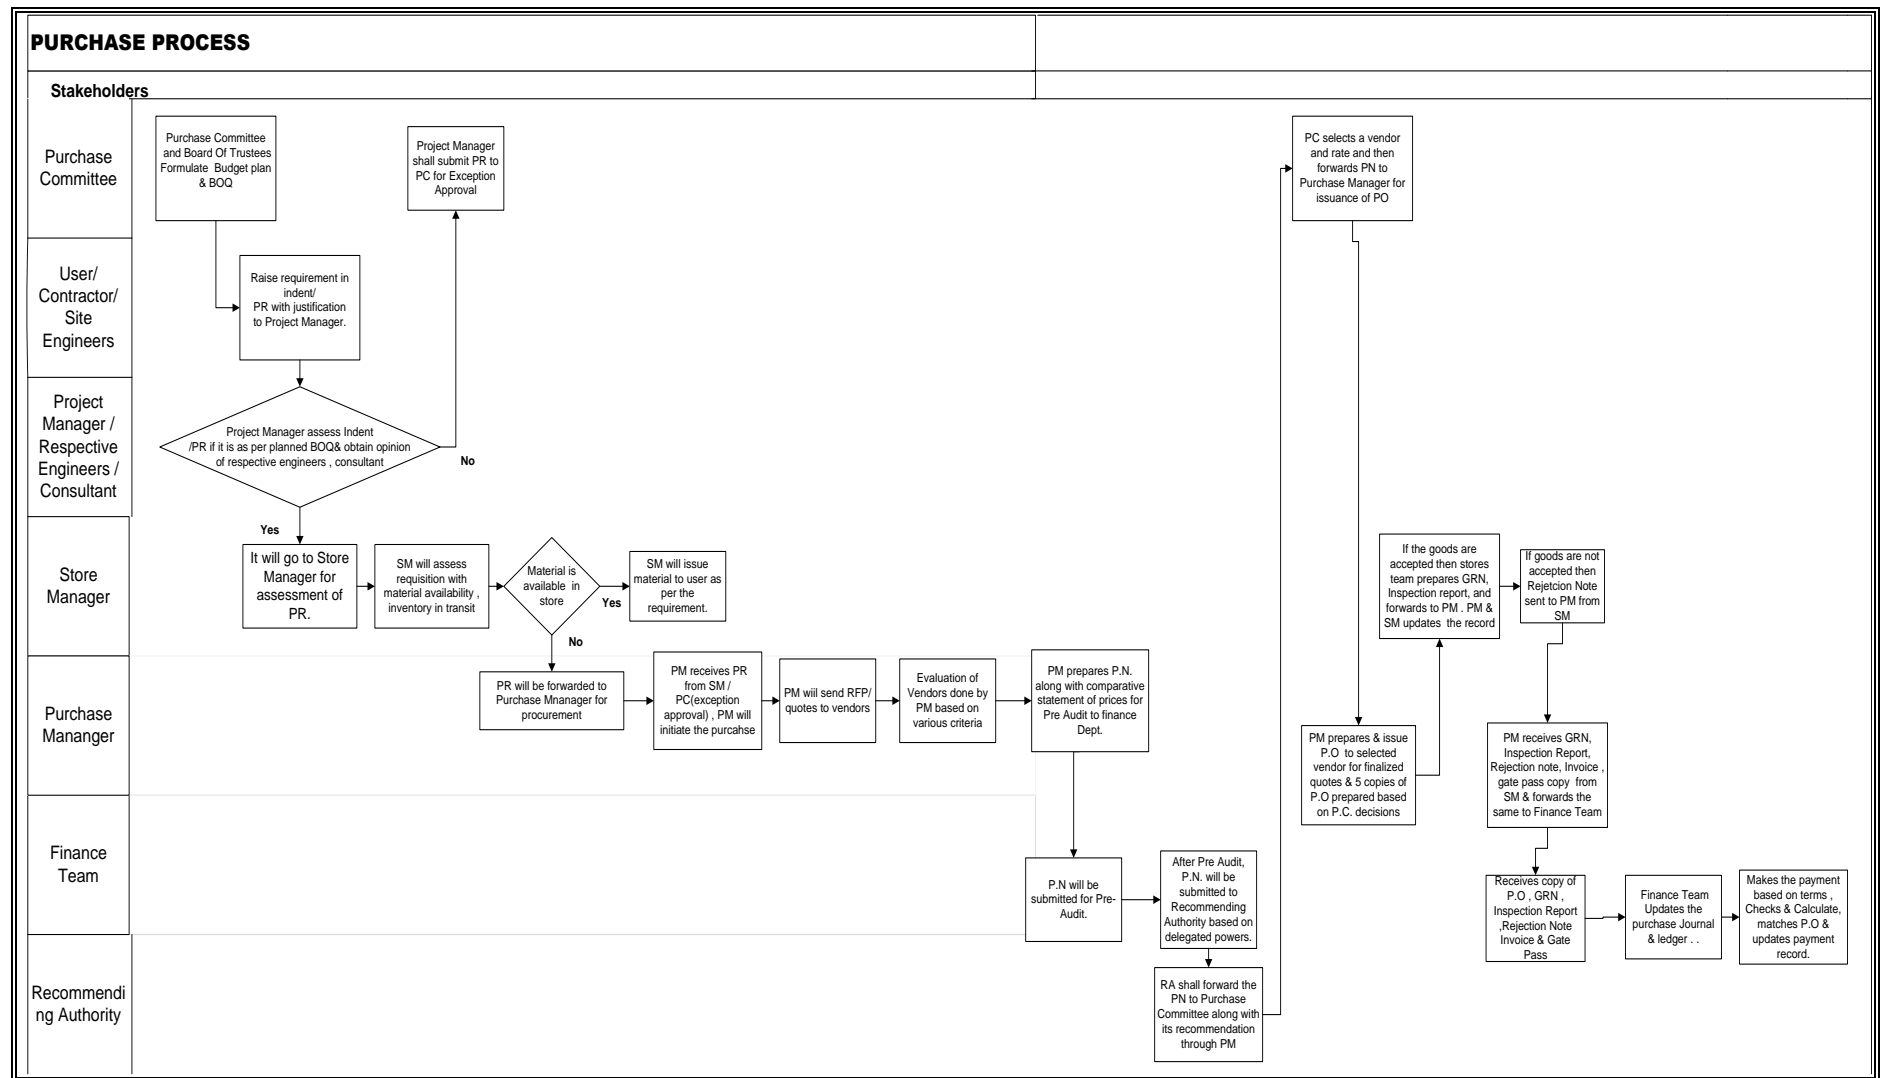 PURCHASE PROCESS
Stakeholders
Purchase
Committee
Purchase Committee
and Board Of Trustees
Formulate Budget plan
& BOQ
Project Manager
shall submit PR to
PC for Exception
Approval
PC selects a vendor
and rate and then
forwards PN to
Purchase Manager for
issuance of PO
User/
Contractor/
Site
Engineers
Raise requirement in
indent/
PR with justification
to Project Manager.
Project
Manager /
Respective
Engineers /
Consultant
Project Manager assess Indent
/PR if it is as per planned BOQ& obtain opinion
of respective engineers , consultant
No
Yes
Store
Manager
It will go to Store
Manager for
assessment of
PR.
SM will assess
requisition with
material availability ,
inventory in transit
Material is
available in
store
Yes
No
SM will issue
material to user as
per the
requirement.
If the goods are
accepted then stores
team prepares GRN,
Inspection report, and
forwards to PM . PM &
SM updates the record
If goods are not
accepted then
Rejetcion Note
sent to PM from
SM
Purchase
Mananger
PR will be forwarded to
Purchase Mnanager for
procurement
PM receives PR
from SM /
PC(exception
approval) , PM will
initiate the purcahse
PM will send RFP/
quotes to vendors
Evaluation of
Vendors done by
PM based on
various criteria
PM prepares P.N.
along with comparative
statement of prices for
Pre Audit to finance
Dept.
PM prepares & issue
P.O to selected
vendor for finalized
quotes & 5 copies of
P.O prepared based
on P.C. decisions
PM receives GRN,
Inspection Report,
Rejection note, Invoice ,
gate pass copy from
SM & forwards the
same to Finance Team
Finance
Team
P.N will be
submitted for Pre-
Audit.
After Pre Audit,
P.N. will be
submitted to
Recommending
Authority based on
delegated powers.
Receives copy of
P.O , GRN ,
Inspection Report
,Rejection Note
Invoice & Gate
Pass
Finance Team
Updates the
purchase Journal
& ledger . .
Makes the payment
based on terms ,
Checks & Calculate,
matches P.O &
updates payment
record.
Recommendi
ng Authority
RA shall forward the
PN to Purchase
Committee along with
its recommendation
through PM